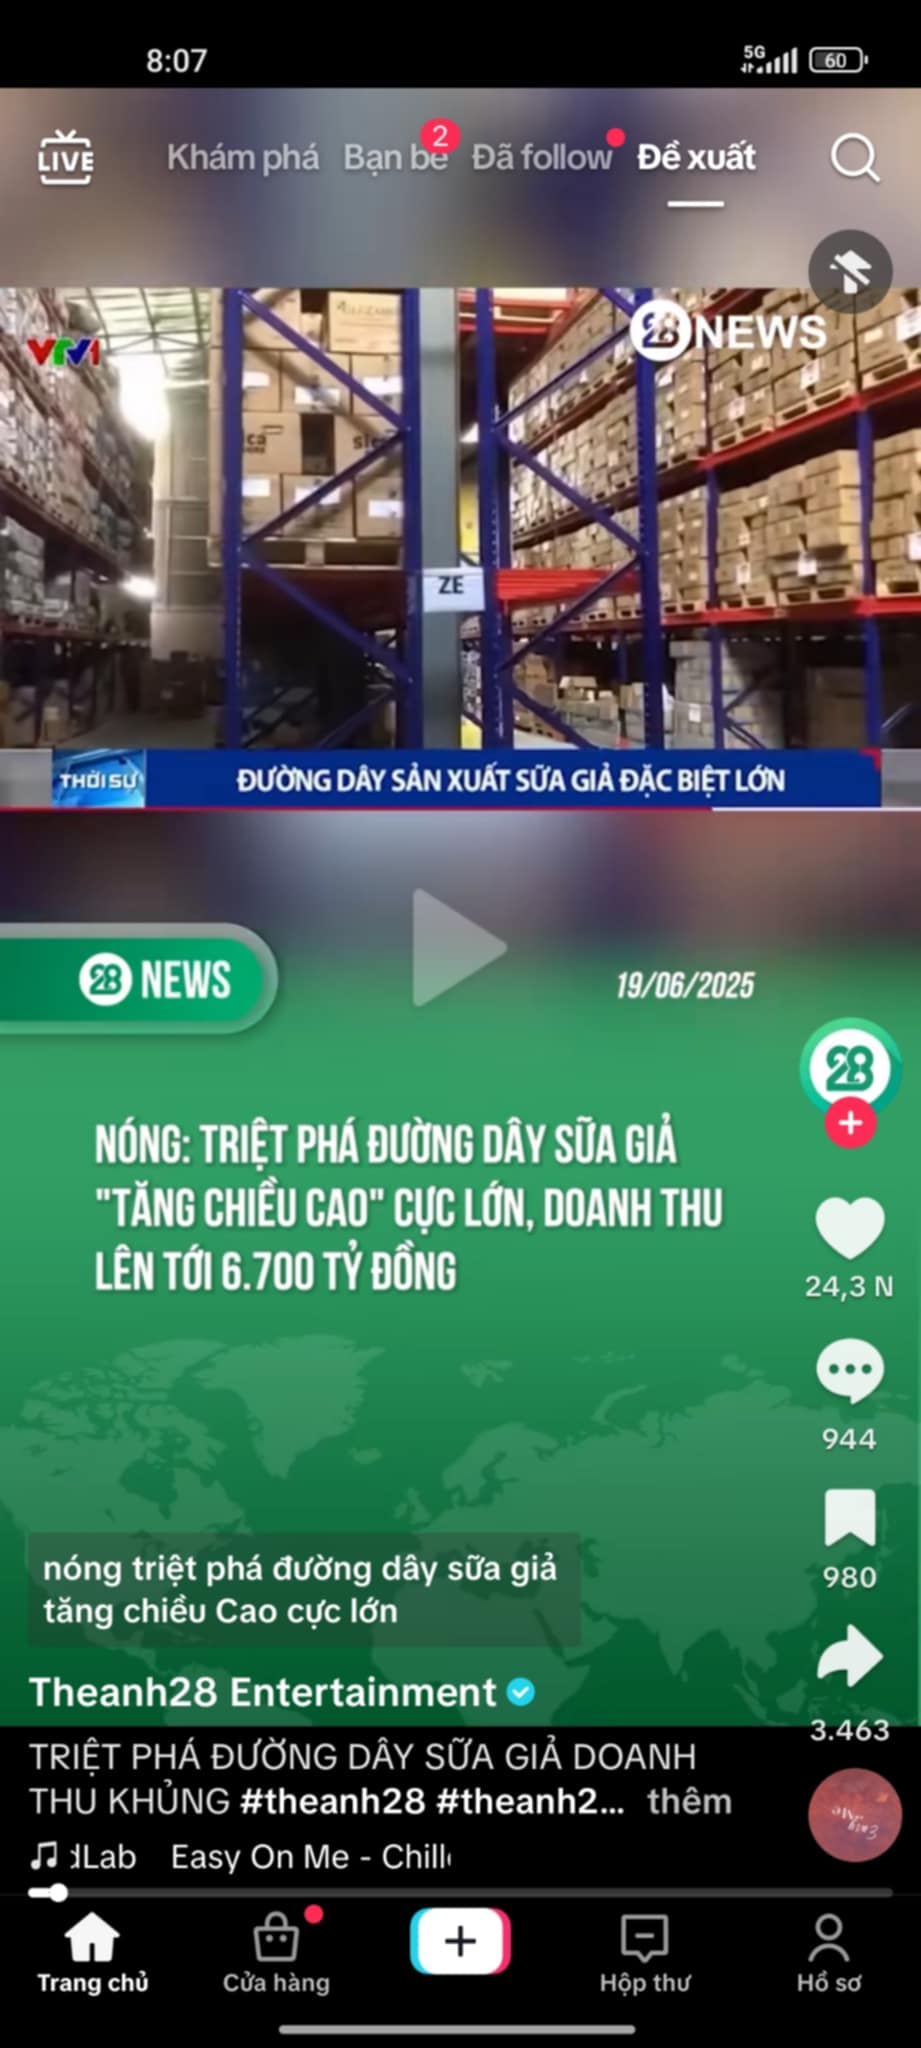 8:07
5G
60
LIVE
Khám phá
Bạn bè
2
Đã follow
Đề xuất
VTV1
28 NEWS
ZE
THỜI SỰ
ĐƯỜNG DÂY SẢN XUẤT SỮA GIẢ ĐẶC BIỆT LỚN
28 NEWS
19/06/2025
28
NÓNG: TRIỆT PHÁ ĐƯỜNG DÂY SỮA GIẢ
"TĂNG CHIỀU CAO" CỰC LỚN, DOANH THU
LÊN TỚI 6.700 TỶ ĐỒNG
24,3 N
944
980
3.463
nóng triệt phá đường dây sữa giả
tăng chiều Cao cực lớn
Theanh28 Entertainment
TRIỆT PHÁ ĐƯỜNG DÂY SỮA GIẢ DOANH
THU KHỦNG #theanh28 #theanh2... thêm
dLab Easy On Me - Chill
Trang chủ
Cửa hàng
Hộp thư
Hồ sơ